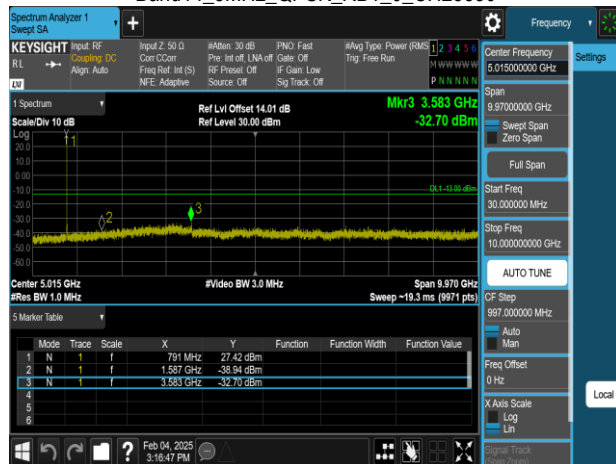 Spectrum Analyzer 1
Swept SA
Frequency
KEYSIGHT
RL
Input: RF
Coupling: DC
Align: Auto
Input Z: 50 Ω
Corr CCorr
Freq Ref: Int (S)
NFE: Adaptive
#Atten: 30 dB
Pre: Int off, LNA off
RF Preset: Off
Source: Off
PNO: Fast
Gate: Off
IF Gain: Low
Sig Track: Off
#Avg Type: Power (RMS
Trig: Free Run
1 2 3 4 5 6
M W W W W W
P N N N N N
LXI
1 Spectrum
Scale/Div 10 dB
Ref Lvl Offset 14.01 dB
Ref Level 30.00 dBm
Mkr3 3.583 GHz
-32.70 dBm
Log
20.0
10.0
0.00
-10.0
-20.0
-30.0
-40.0
-50.0
-60.0
1
2
3
DL1 -13.00 dBm
Center 5.015 GHz
#Res BW 1.0 MHz
#Video BW 3.0 MHz
Span 9.970 GHz
Sweep ~19.3 ms (9971 pts)
5 Marker Table
Mode Trace Scale X Y Function Function Width Function Value
1 N 1 f 791 MHz 27.42 dBm
2 N 1 f 1.587 GHz -38.94 dBm
3 N 1 f 3.583 GHz -32.70 dBm
4
5
6
Feb 04, 2025
3:16:47 PM
Center Frequency
5.015000000 GHz
Settings
Span
9.97000000 GHz
Swept Span
Zero Span
Full Span
Start Freq
30.000000 MHz
Stop Freq
10.000000000 GHz
AUTO TUNE
CF Step
997.000000 MHz
Auto
Man
Freq Offset
0 Hz
X Axis Scale
Log
Lin
Local
Signal Track
(Span Zoom)